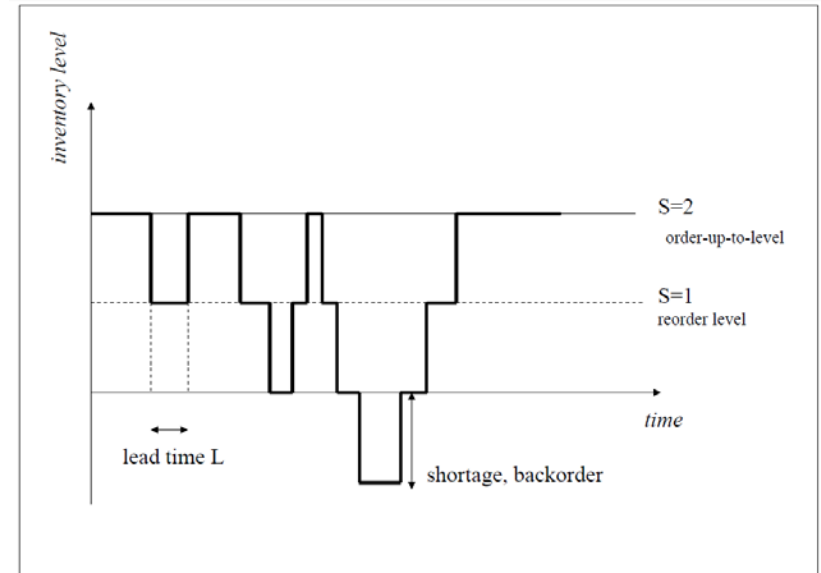 inventory level
S=2
order-up-to-level
S=1
reorder level
time
lead time L
shortage, backorder